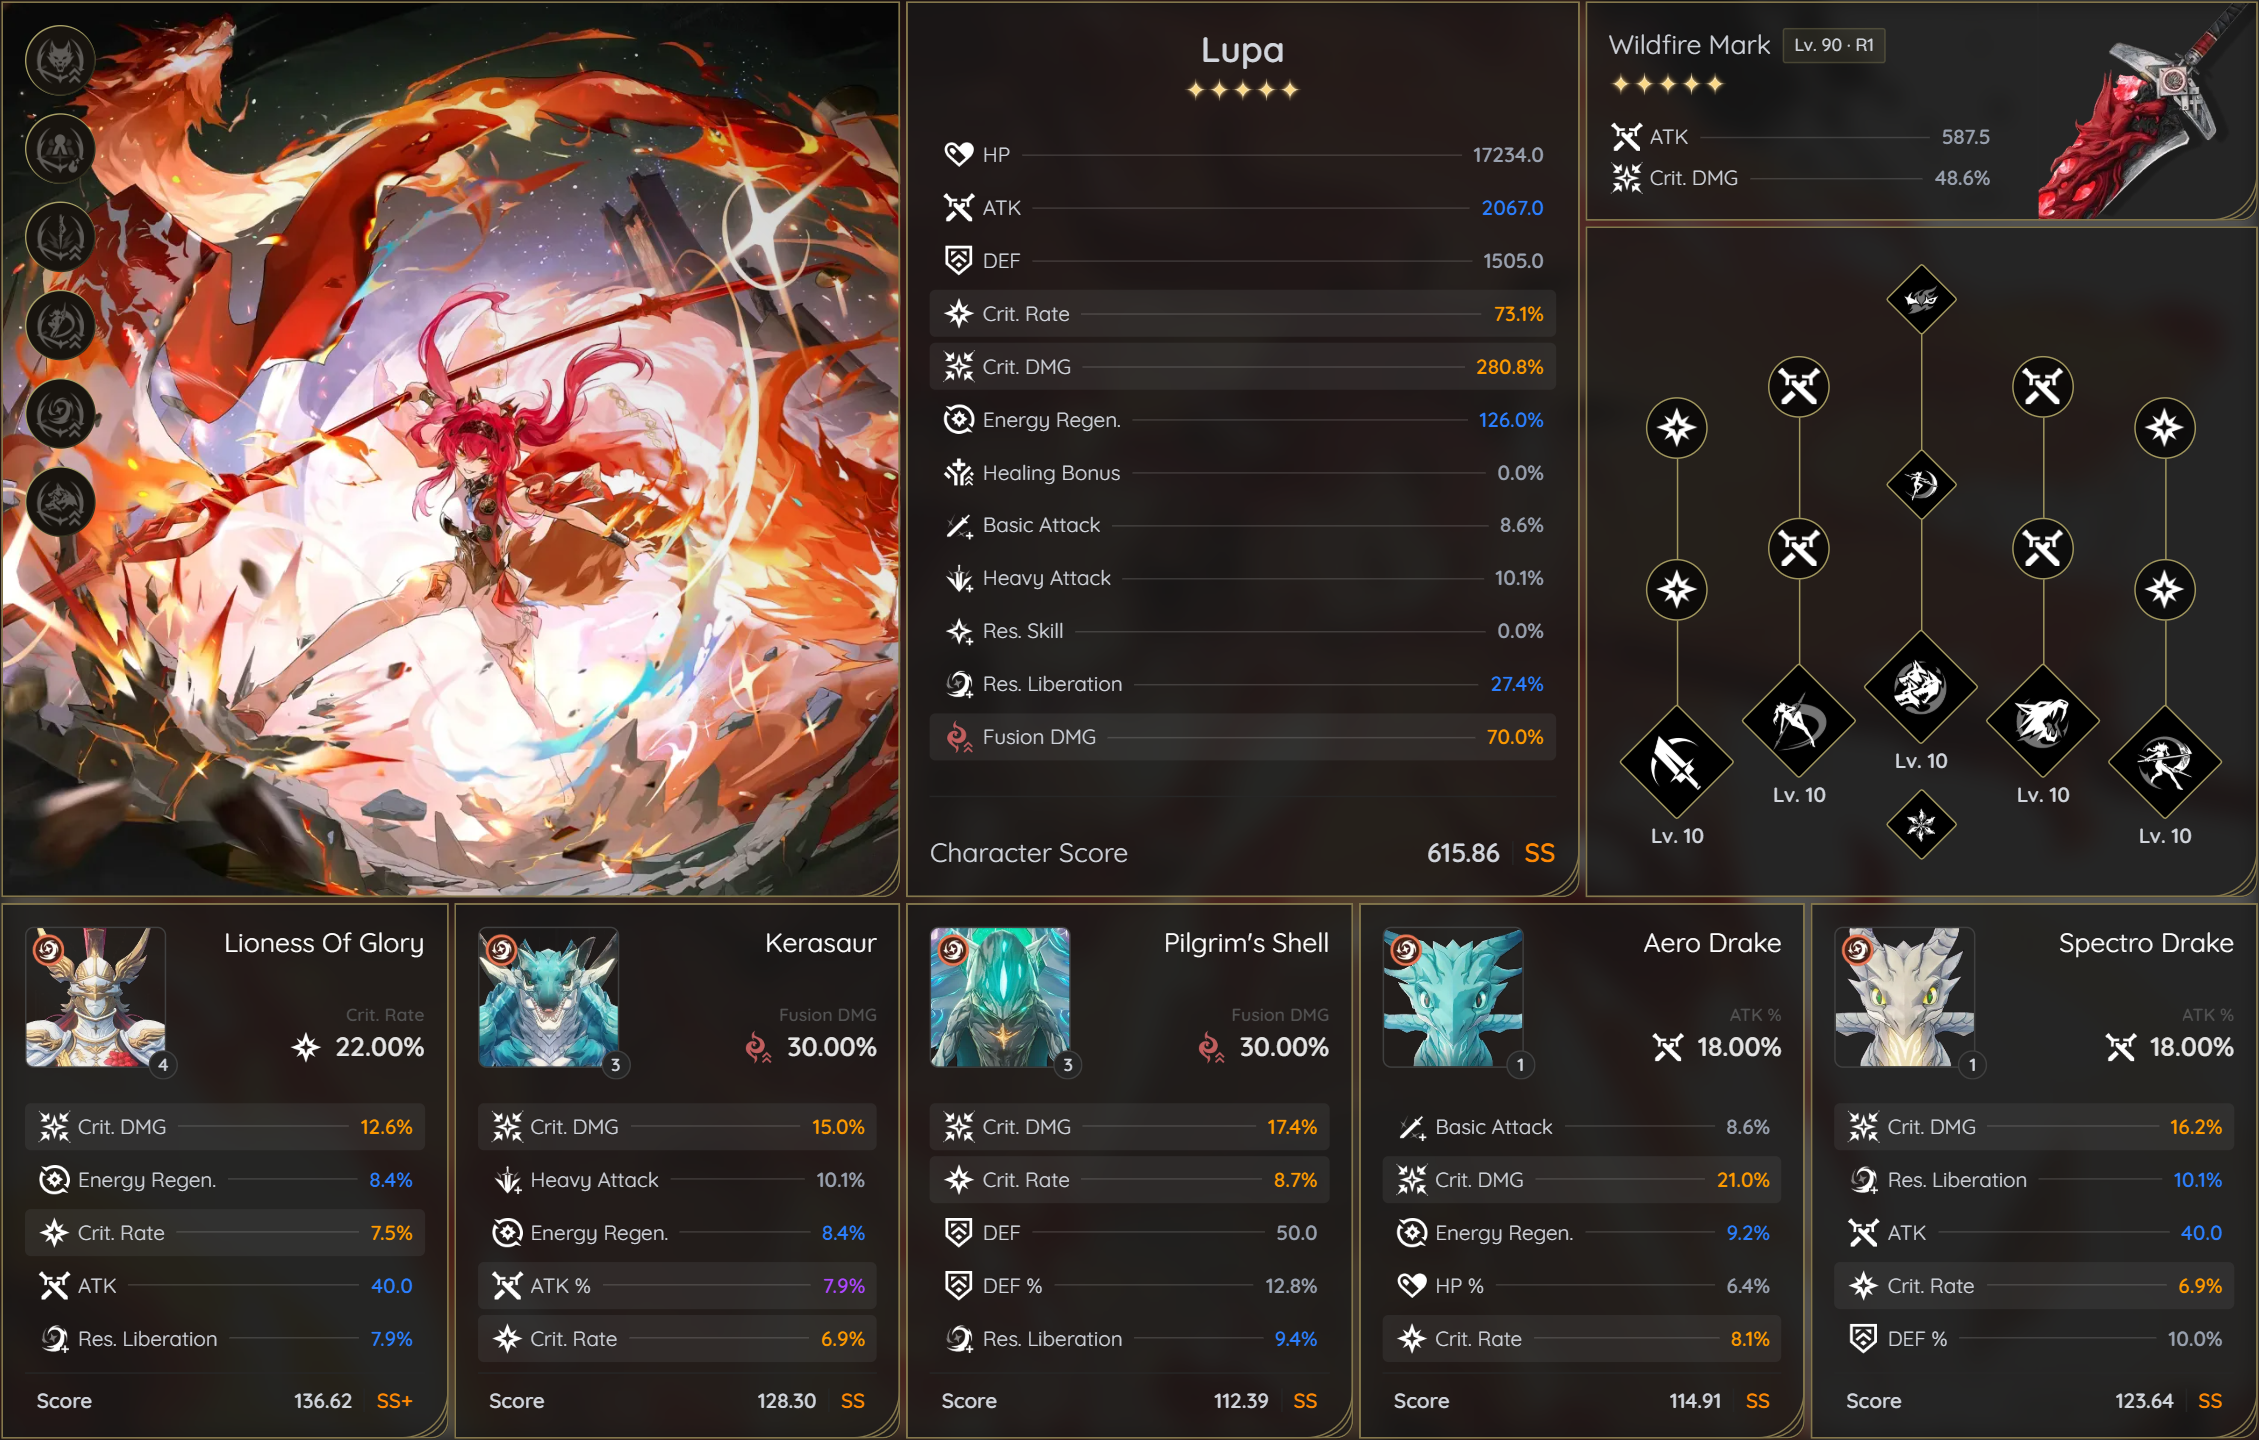 Lupa
HP 17234.0
ATK 2067.0
DEF 1505.0
Crit. Rate 73.1%
Crit. DMG 280.8%
Energy Regen. 126.0%
Healing Bonus 0.0%
Basic Attack 8.6%
Heavy Attack 10.1%
Res. Skill 0.0%
Res. Liberation 27.4%
Fusion DMG 70.0%
Character Score 615.86 SS
Wildfire Mark Lv. 90 · R1
ATK 587.5
Crit. DMG 48.6%
Lv. 10
Lv. 10
Lv. 10
Lv. 10
Lv. 10
Lioness Of Glory
Crit. Rate
22.00%
4
Crit. DMG 12.6%
Energy Regen. 8.4%
Crit. Rate 7.5%
ATK 40.0
Res. Liberation 7.9%
Score 136.62 SS+
Kerasaur
Fusion DMG
30.00%
3
Crit. DMG 15.0%
Heavy Attack 10.1%
Energy Regen. 8.4%
ATK % 7.9%
Crit. Rate 6.9%
Score 128.30 SS
Pilgrim's Shell
Fusion DMG
30.00%
3
Crit. DMG 17.4%
Crit. Rate 8.7%
DEF 50.0
DEF % 12.8%
Res. Liberation 9.4%
Score 112.39 SS
Aero Drake
ATK %
18.00%
1
Basic Attack 8.6%
Crit. DMG 21.0%
Energy Regen. 9.2%
HP % 6.4%
Crit. Rate 8.1%
Score 114.91 SS
Spectro Drake
ATK %
18.00%
1
Crit. DMG 16.2%
Res. Liberation 10.1%
ATK 40.0
Crit. Rate 6.9%
DEF % 10.0%
Score 123.64 SS